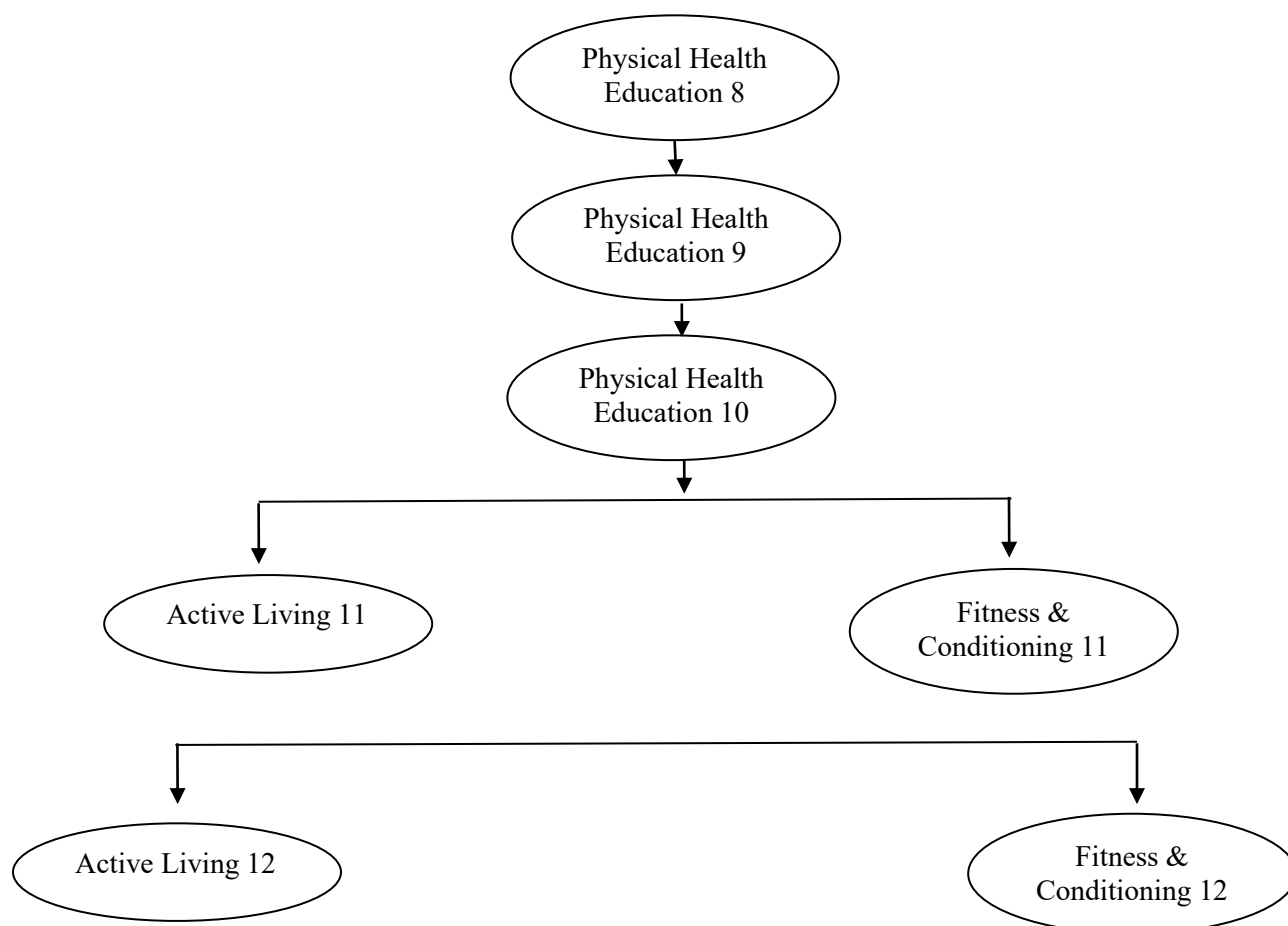 Physical Health
Education 8
Physical Health
Education 9
Physical Health
Education 10
Active Living 11
Fitness &
Conditioning 11
Active Living 12
Fitness &
Conditioning 12